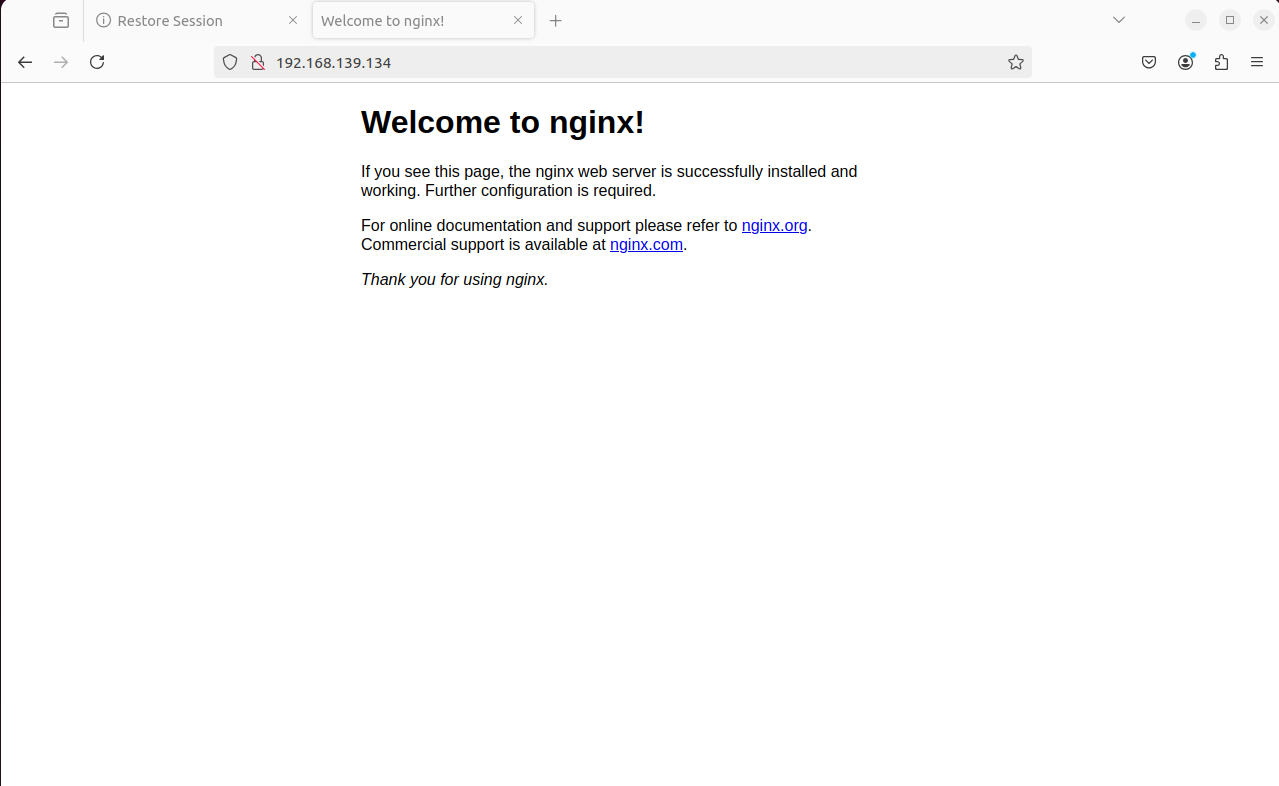 Restore Session
Welcome to nginx!
192.168.139.134
Welcome to nginx!
If you see this page, the nginx web server is successfully installed and
working. Further configuration is required.
For online documentation and support please refer to nginx.org.
Commercial support is available at nginx.com.
Thank you for using nginx.